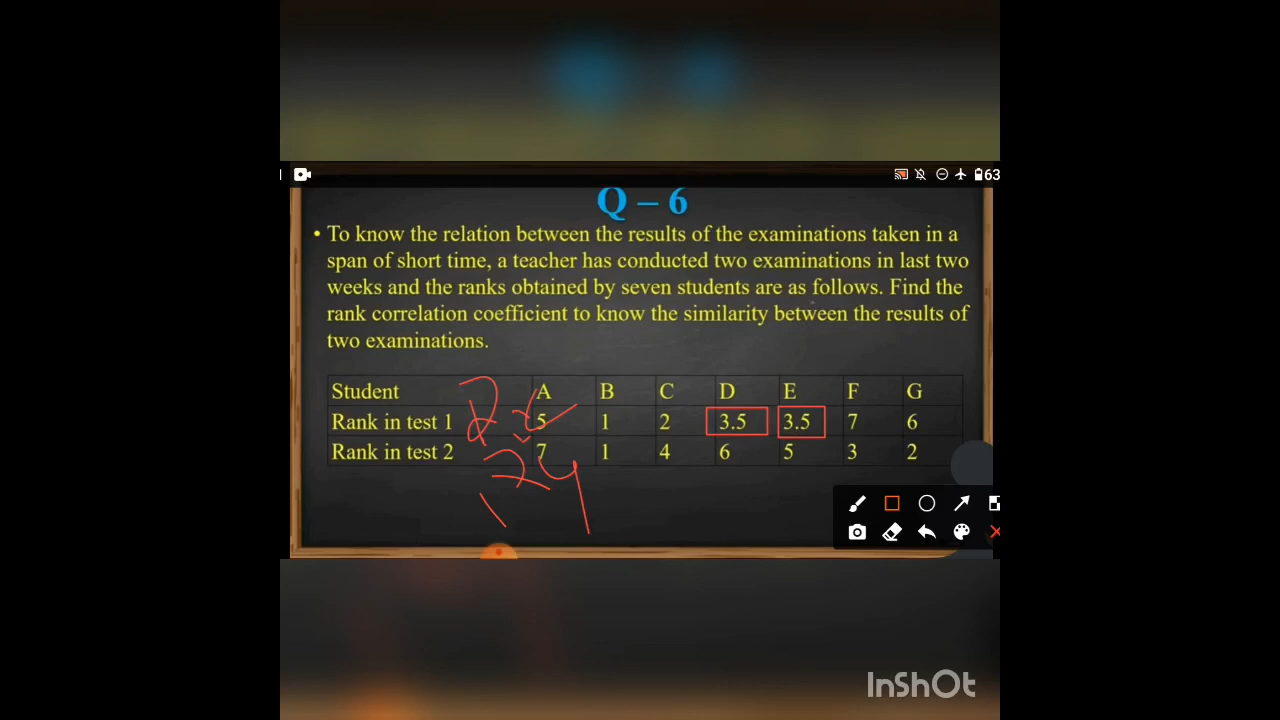 63
Q – 6
• To know the relation between the results of the examinations taken in a
span of short time, a teacher has conducted two examinations in last two
weeks and the ranks obtained by seven students are as follows. Find the
rank correlation coefficient to know the similarity between the results of
two examinations.
Student A B C D E F G
Rank in test 1 5 1 2 3.5 3.5 7 6
Rank in test 2 7 1 4 6 5 3 2
InShOt